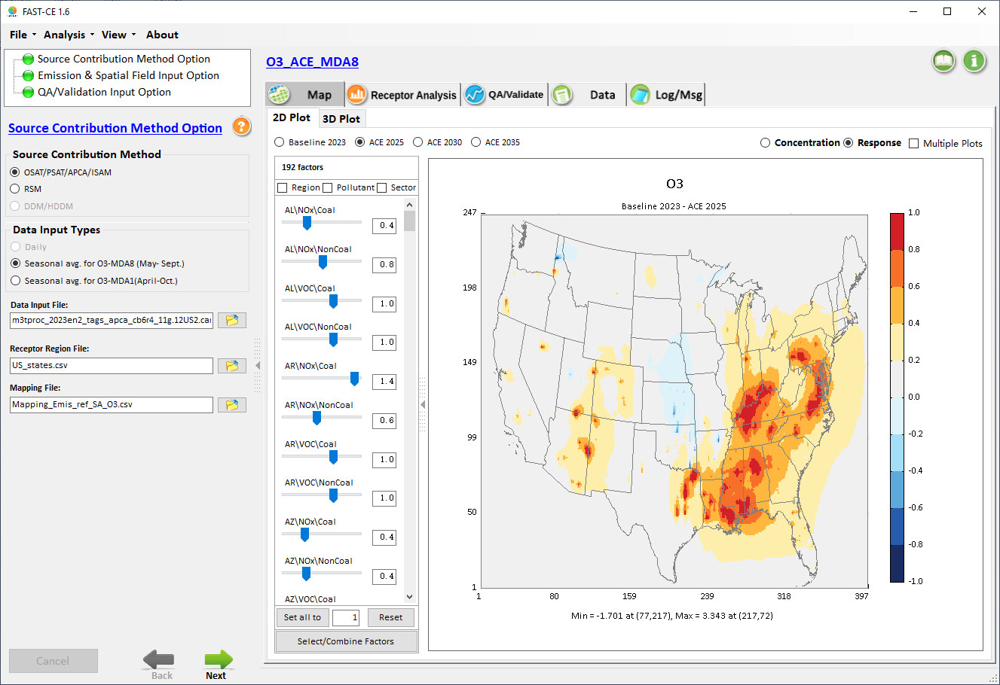 FAST-CE 1.6
File Analysis View About
Source Contribution Method Option
Emission & Spatial Field Input Option
QA/Validation Input Option
Source Contribution Method Option
?
Source Contribution Method
OSAT/PSAT/APCA/ISAM
RSM
DDM/HDDM
Data Input Types
Daily
Seasonal avg. for O3-MDA8 (May- Sept.)
Seasonal avg. for O3-MDA1(April-Oct.)
Data Input File:
m3tproc_2023en2_tags_apca_cb6r4_11g.12US2.ca
Receptor Region File:
US_states.csv
Mapping File:
Mapping_Emis_ref_SA_O3.csv
Cancel
Back
Next
O3_ACE_MDA8
i
Map Receptor Analysis QA/Validate Data Log/Msg
2D Plot 3D Plot
Baseline 2023 ACE 2025 ACE 2030 ACE 2035
Concentration Response Multiple Plots
192 factors
Region Pollutant Sector
AL\NOx\Coal
0.4
AL\NOx\NonCoal
0.8
AL\VOC\Coal
1.0
AL\VOC\NonCoal
1.0
AR\NOx\Coal
1.4
AR\NOx\NonCoal
0.6
AR\VOC\Coal
1.0
AR\VOC\NonCoal
1.0
AZ\NOx\Coal
0.4
AZ\NOx\NonCoal
0.4
AZ\VOC\Coal
Set all to 1 Reset
Select/Combine Factors
O3
Baseline 2023 - ACE 2025
247
198
149
99
50
1
1 80 159 239 318 397
Min = -1.701 at (77,217), Max = 3.343 at (217,72)
1.0
0.8
0.6
0.4
0.2
0.0
-0.2
-0.4
-0.6
-0.8
-1.0